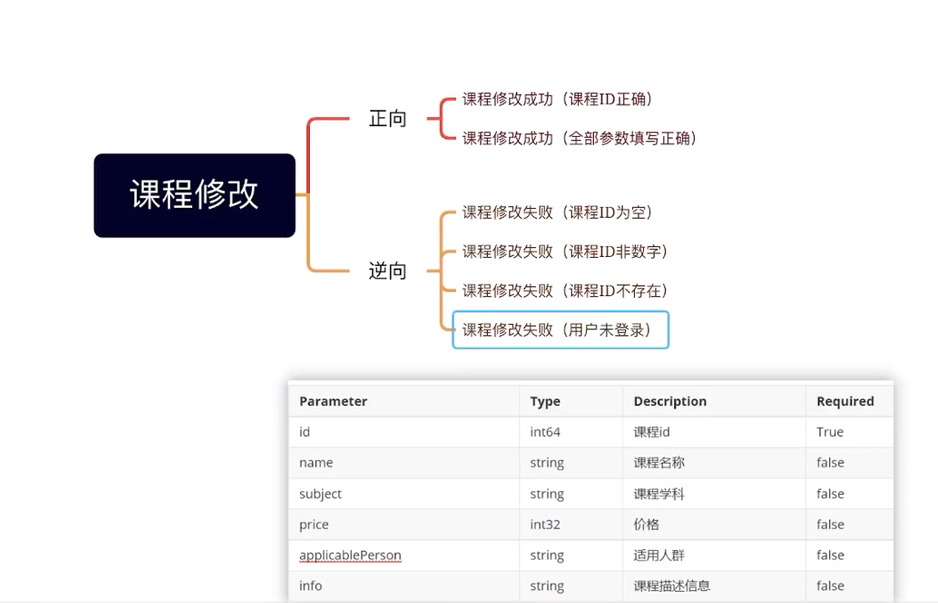 课程修改
正向
课程修改成功（课程ID正确）
课程修改成功（全部参数填写正确）
逆向
课程修改失败（课程ID为空）
课程修改失败（课程ID非数字）
课程修改失败（课程ID不存在）
课程修改失败（用户未登录）
Parameter Type Description Required
id int64 课程id True
name string 课程名称 false
subject string 课程学科 false
price int32 价格 false
applicablePerson string 适用人群 false
info string 课程描述信息 false